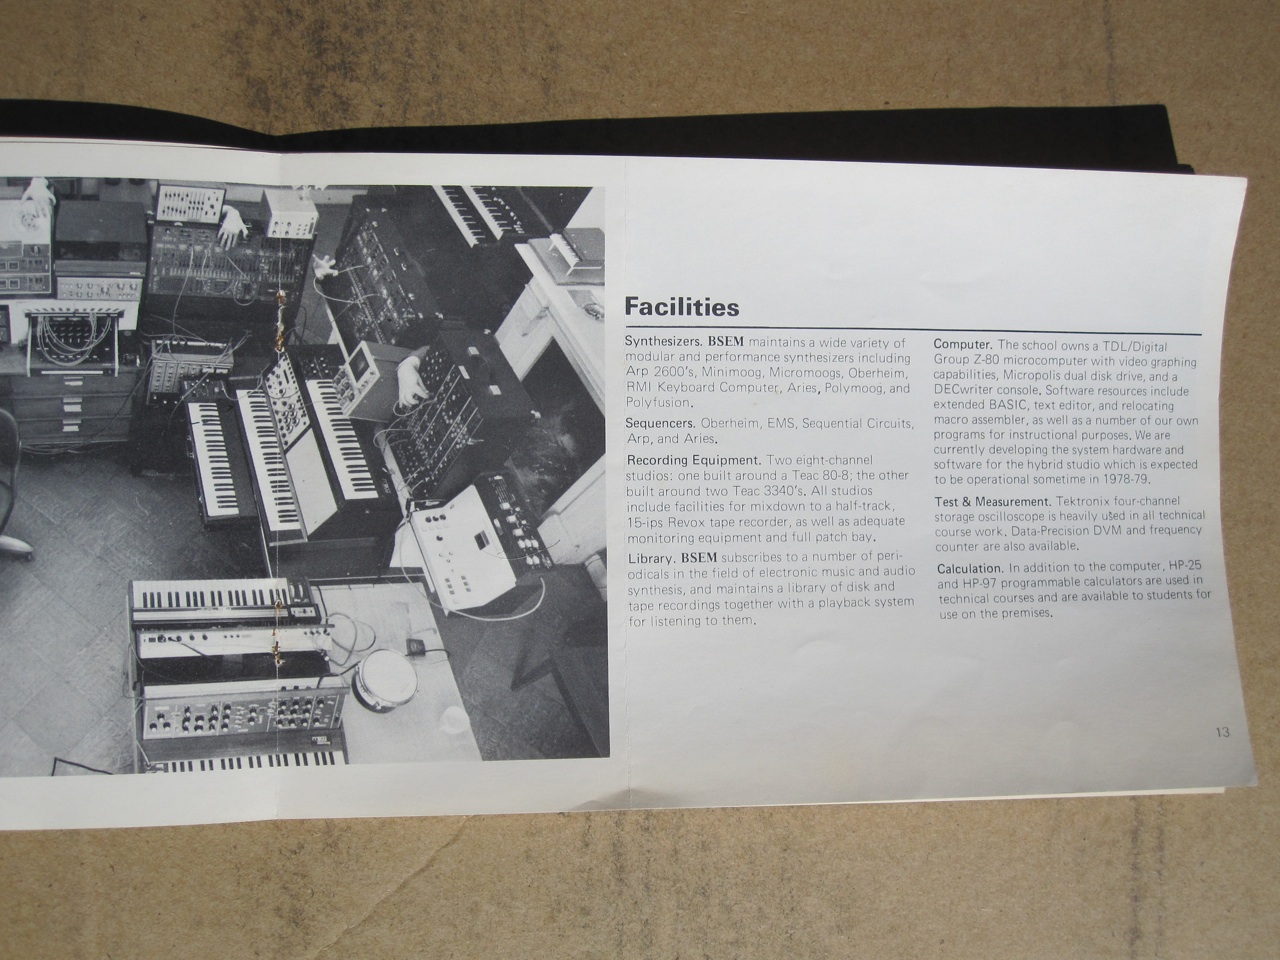 Facilities
Synthesizers. BSEM maintains a wide variety of
modular and performance synthesizers including
Arp 2600's, Minimoog, Micromoogs, Oberheim,
RMI Keyboard Computer, Aries, Polymoog, and
Polyfusion.
Sequencers. Oberheim, EMS, Sequential Circuits,
Arp, and Aries.
Recording Equipment. Two eight-channel
studios: one built around a Teac 80-8; the other
built around two Teac 3340's. All studios
include facilities for mixdown to a half-track,
15-ips Revox tape recorder, as well as adequate
monitoring equipment and full patch bay.
Library. BSEM subscribes to a number of peri-
odicals in the field of electronic music and audio
synthesis, and maintains a library of disk and
tape recordings together with a playback system
for listening to them.
Computer. The school owns a TDL/Digital
Group Z-80 microcomputer with video graphing
capabilities, Micropolis dual disk drive, and a
DECwriter console. Software resources include
extended BASIC, text editor, and relocating
macro assembler, as well as a number of our own
programs for instructional purposes. We are
currently developing the system hardware and
software for the hybrid studio which is expected
to be operational sometime in 1978-79.
Test & Measurement. Tektronix four-channel
storage oscilloscope is heavily used in all technical
course work. Data-Precision DVM and frequency
counter are also available.
Calculation. In addition to the computer, HP-25
and HP-97 programmable calculators are used in
technical courses and are available to students for
use on the premises.
13
moog